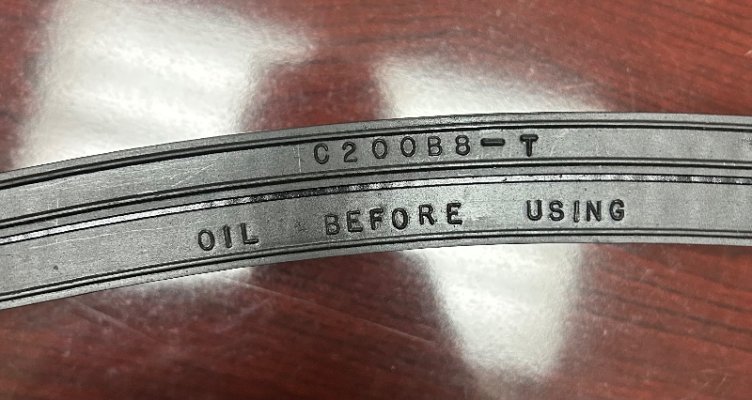 C200B8-T
OIL BEFORE USING